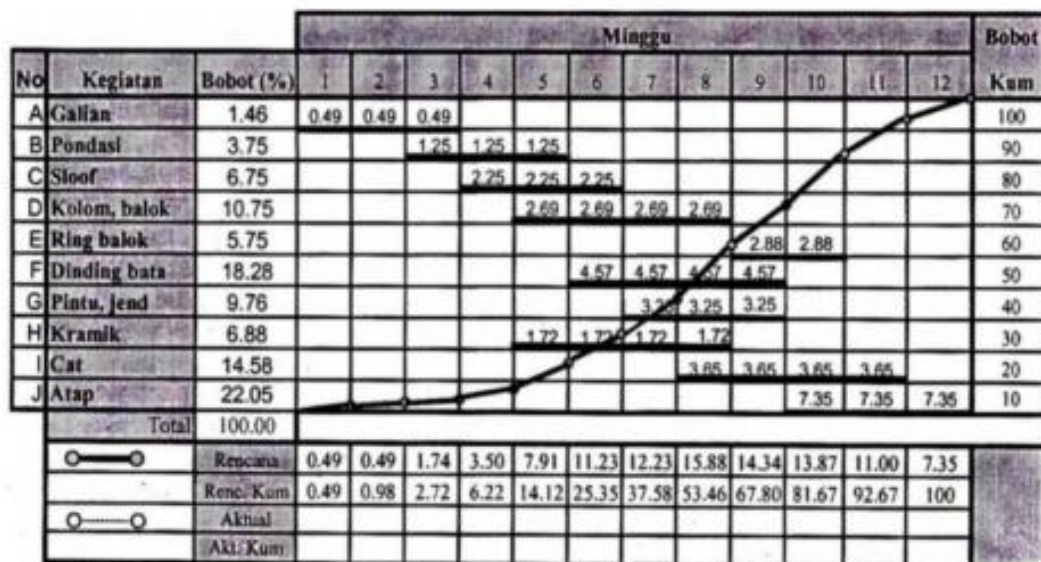 Minggu Bobot
No Kegiatan Bobot (%) 1 2 3 4 5 6 7 8 9 10 11 12 Kum
A Galian 1.46 0.49 0.49 0.49 100
B Pondasi 3.75 1.25 1.25 1.25 90
C Sloof 6.75 2.25 2.25 2.25 80
D Kolom, balok 10.75 2.69 2.69 2.69 2.69 70
E Ring balok 5.75 2.88 2.88 60
F Dinding bata 18.28 4.57 4.57 4.57 4.57 50
G Pintu, jend 9.76 3.25 3.25 3.25 40
H Kramik 6.88 1.72 1.72 1.72 1.72 30
I Cat 14.58 3.65 3.65 3.65 3.65 20
J Atap 22.05 7.35 7.35 7.35 10
Total 100.00
Rencana 0.49 0.49 1.74 3.50 7.91 11.23 12.23 15.88 14.34 13.87 11.00 7.35
Renc. Kum 0.49 0.98 2.72 6.22 14.12 25.35 37.58 53.46 67.80 81.67 92.67 100
Aktual
Akt. Kum